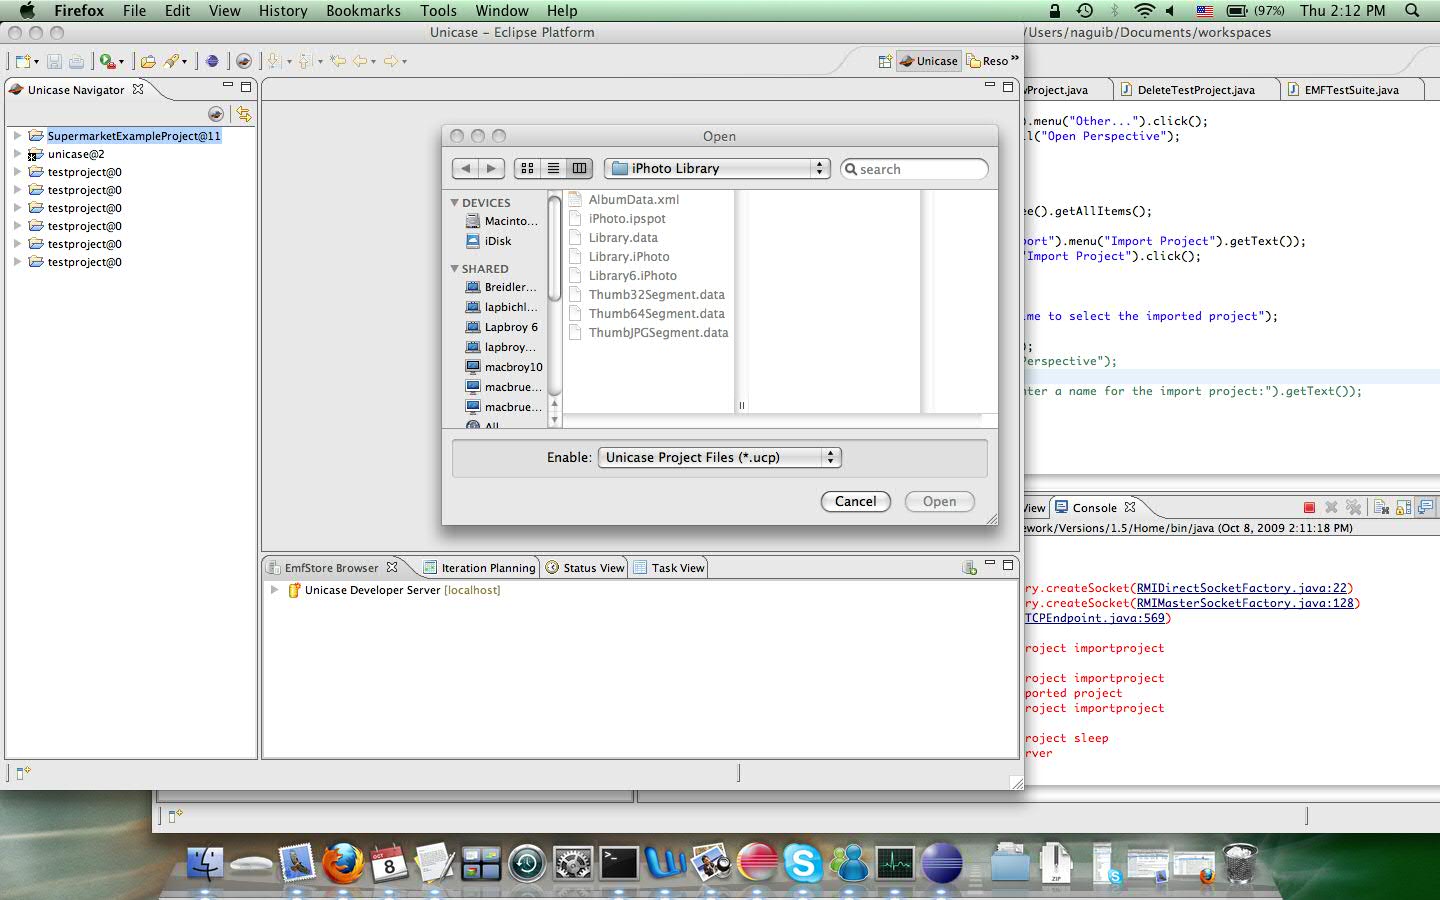 Firefox File Edit View History Bookmarks Tools Window Help (97%) Thu 2:12 PM
Unicase – Eclipse Platform
/Users/naguib/Documents/workspaces
Unicase Reso »
Unicase Navigator
SupermarketExampleProject@11
unicase@2
testproject@0
testproject@0
testproject@0
testproject@0
testproject@0
testproject@0
Open
iPhoto Library
search
DEVICES
Macinto...
iDisk
SHARED
Breidler...
lapbichl...
Lapbroy 6
lapbroy...
macbroy10
macbrue...
macbrue...
All
AlbumData.xml
iPhoto.ipspot
Library.data
Library.iPhoto
Library6.iPhoto
Thumb32Segment.data
Thumb64Segment.data
ThumbJPGSegment.data
Enable: Unicase Project Files (*.ucp)
Cancel Open
EmfStore Browser Iteration Planning Status View Task View
Unicase Developer Server [localhost]
vProject.java DeleteTestProject.java EMFTestSuite.java
).menu("Other...").click();
l("Open Perspective");
ee().getAllItems();
port").menu("Import Project").getText());
"Import Project").click();
me to select the imported project");
);
Perspective");
nter a name for the import project:").getText());
View Console
ework/Versions/1.5/Home/bin/java (Oct 8, 2009 2:11:18 PM)
ry.createSocket(RMIDirectSocketFactory.java:22)
ry.createSocket(RMIMasterSocketFactory.java:128)
TCPEndpoint.java:569)
roject importproject
roject importproject
ported project
roject importproject
roject sleep
rver
OCT
8
ZIP